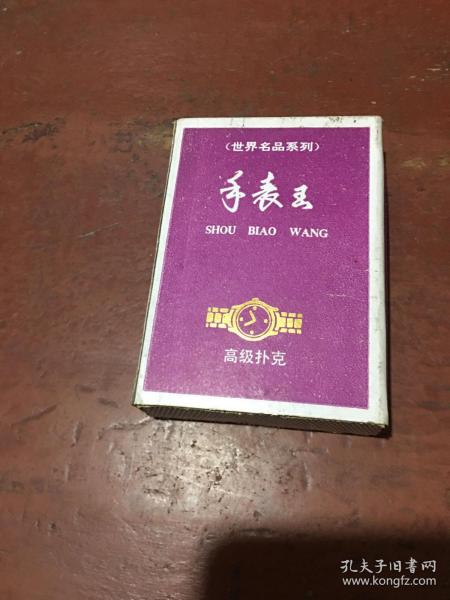 （世界名品系列）
手表王
SHOU BIAO WANG
高级扑克
孔夫子旧书网
www.kongfz.com